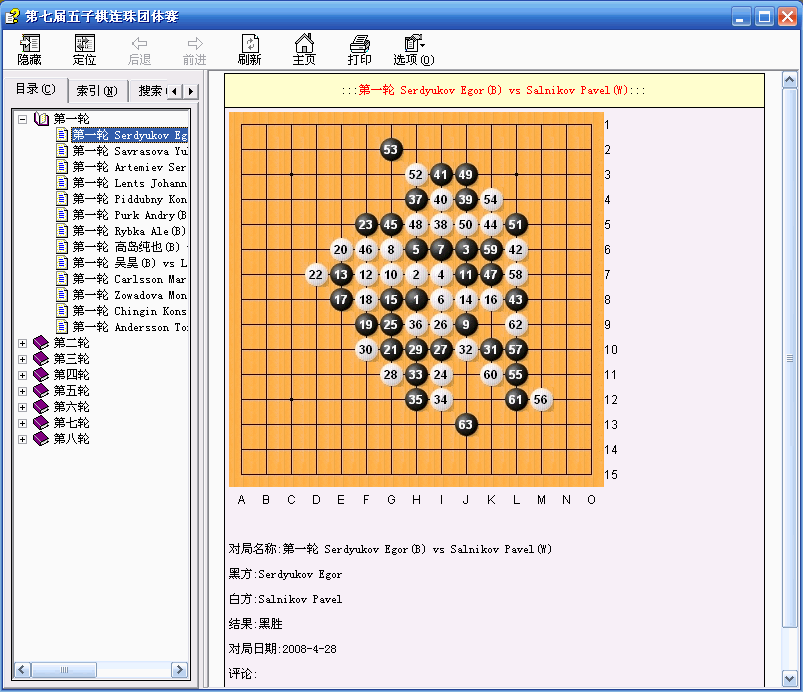 第七届五子棋连珠团体赛
隐藏 定位 后退 前进 刷新 主页 打印 选项(O)
目录(C) 索引(N) 搜索
第一轮
第一轮 Serdyukov Eg
第一轮 Savrasova Yu
第一轮 Artemiev Ser
第一轮 Lents Johann
第一轮 Piddubny Kon
第一轮 Purk Andry(B)
第一轮 Rybka Ale(B)
第一轮 高岛纯也(B)
第一轮 吴昊(B) vs L
第一轮 Carlsson Mar
第一轮 Zowadova Mon
第一轮 Chingin Kons
第一轮 Andersson To
第二轮
第三轮
第四轮
第五轮
第六轮
第七轮
第八轮
:::第一轮 Serdyukov Egor(B) vs Salnikov Pavel(W):::
1
53 2
52 41 49 3
37 40 39 54 4
23 45 48 38 50 44 51 5
20 46 8 5 7 3 59 42 6
22 13 12 10 2 4 11 47 58 7
17 18 15 1 6 14 16 43 8
19 25 36 26 9 62 9
30 21 29 27 32 31 57 10
28 33 24 60 55 11
35 34 61 56 12
63 13
14
15
A B C D E F G H I J K L M N O
对局名称:第一轮 Serdyukov Egor(B) vs Salnikov Pavel(W)
黑方:Serdyukov Egor
白方:Salnikov Pavel
结果:黑胜
对局日期:2008-4-28
评论: